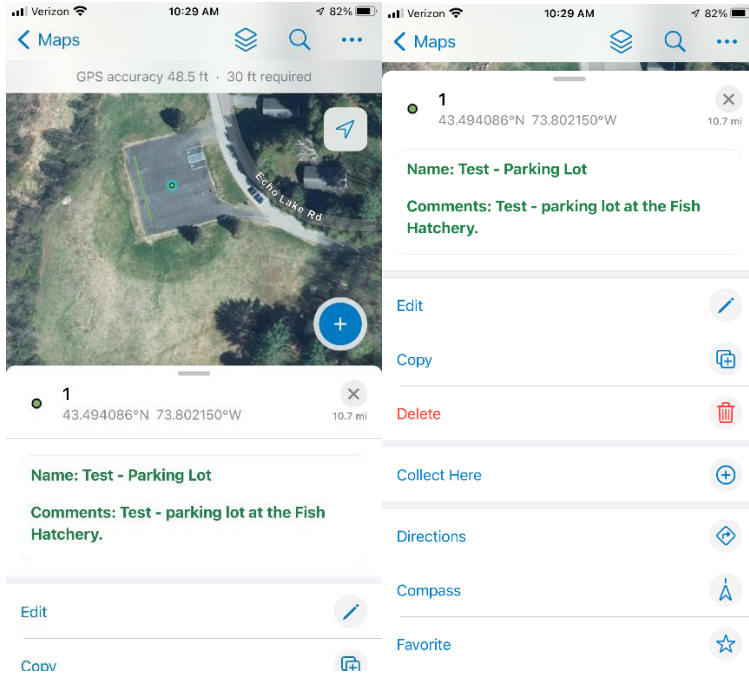 Verizon 10:29 AM 82%
Maps
GPS accuracy 48.5 ft · 30 ft required
Echo Lake Rd
1
43.494086°N 73.802150°W
10.7 mi
Name: Test - Parking Lot
Comments: Test - parking lot at the Fish
Hatchery.
Edit
Copy
Verizon 10:29 AM 82%
Maps
1
43.494086°N 73.802150°W
10.7 mi
Name: Test - Parking Lot
Comments: Test - parking lot at the Fish
Hatchery.
Edit
Copy
Delete
Collect Here
Directions
Compass
Favorite